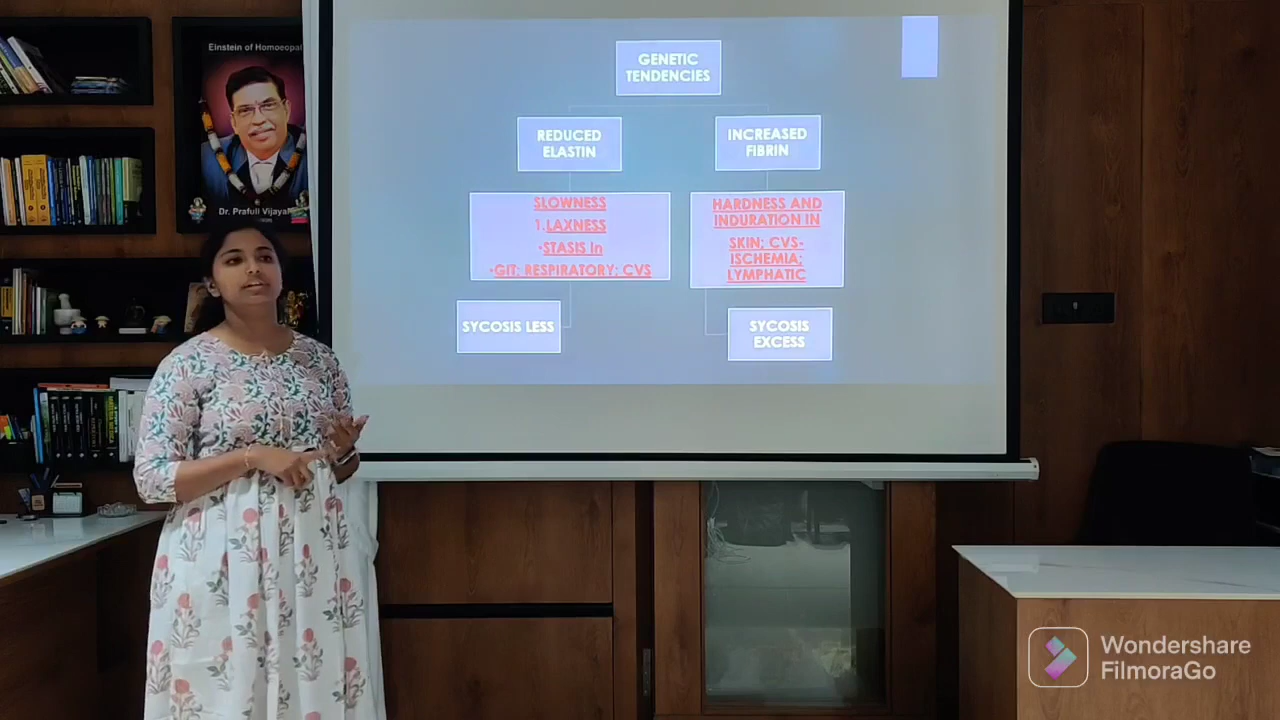 Einstein of Homoeopat
Dr. Prafull Vijayak
GENETIC
TENDENCIES
REDUCED
ELASTIN
INCREASED
FIBRIN
SLOWNESS
1.LAXNESS
•STASIS In
•GIT; RESPIRATORY; CVS
HARDNESS AND
INDURATION IN
SKIN; CVS-
ISCHEMIA;
LYMPHATIC
SYCOSIS LESS
SYCOSIS
EXCESS
Wondershare
FilmoraGo